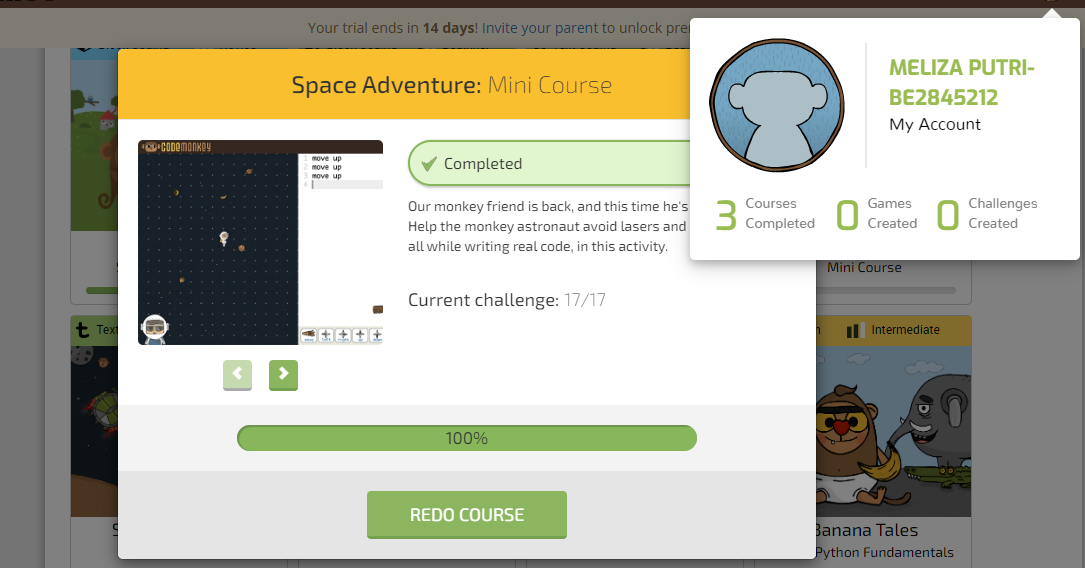 Your trial ends in 14 days! Invite your parent to unlock pre
MELIZA PUTRI-
BE2845212
My Account
3 Courses Completed
0 Games Created
0 Challenges Created
Space Adventure: Mini Course
CODEMONKEY
1 move up
2 move up
3 move up
4
Completed
Our monkey friend is back, and this time he's
Help the monkey astronaut avoid lasers and
all while writing real code, in this activity.
Current challenge: 17/17
100%
REDO COURSE
Mini Course
Text
Intermediate
Banana Tales
Python Fundamentals